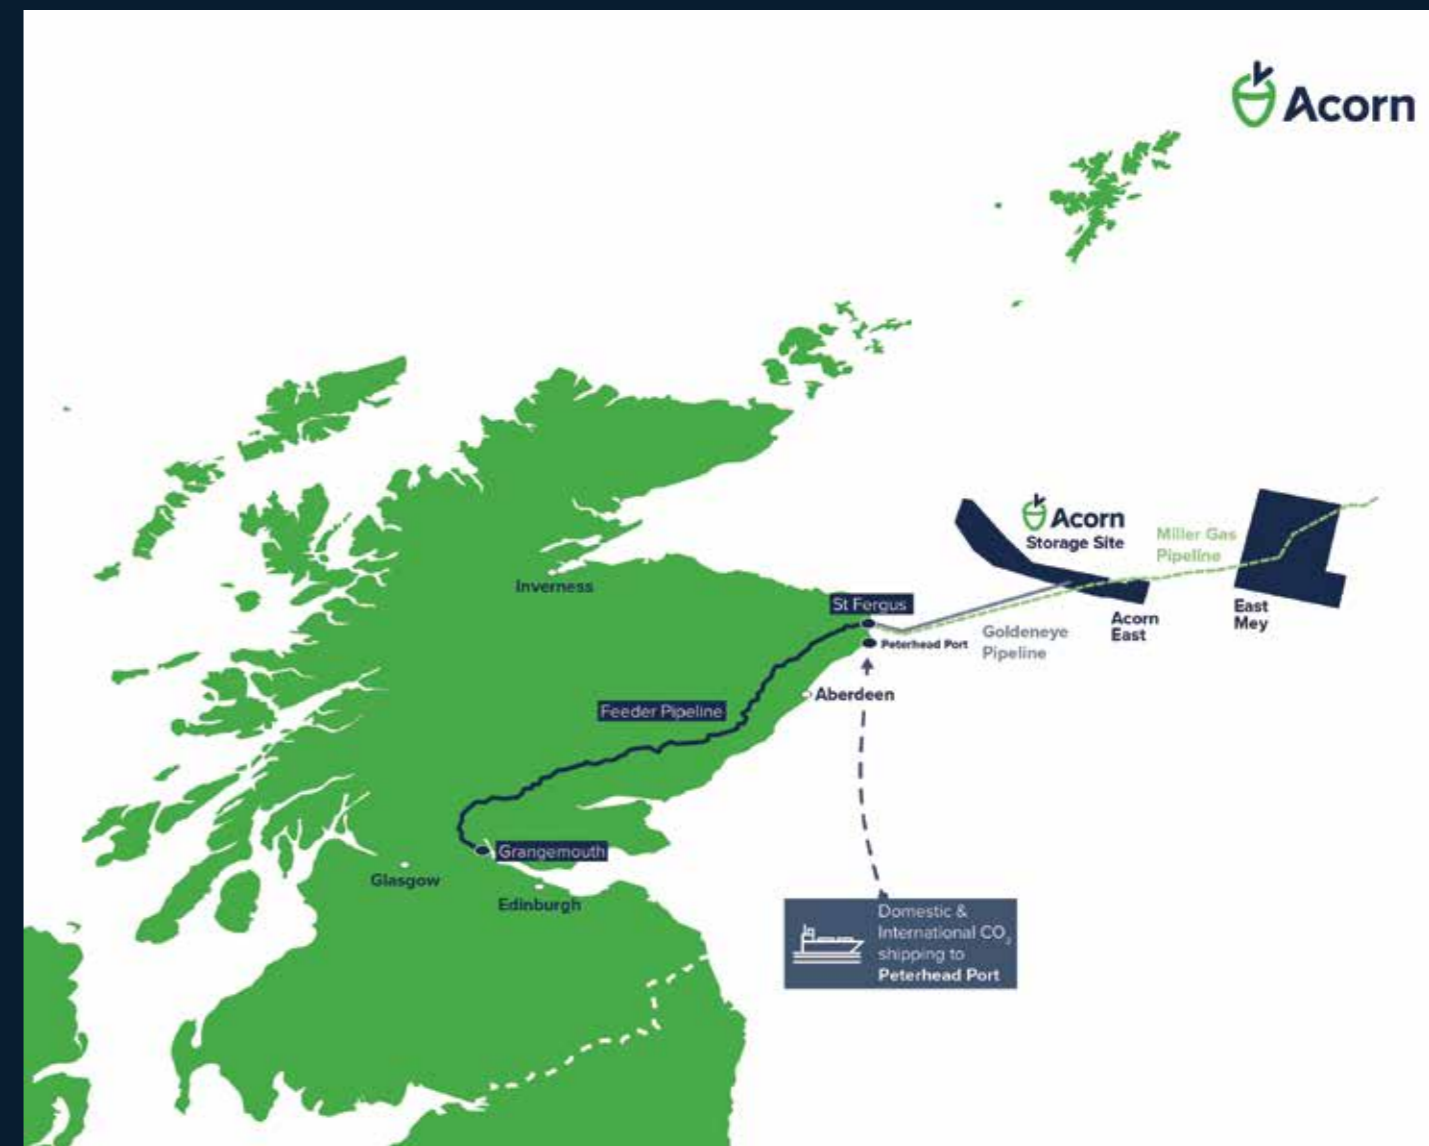 Acorn
Acorn
Storage Site
Miller Gas
Pipeline
Inverness
St Fergus
East
Mey
Acorn
East
Goldeneye
Pipeline
Peterhead Port
Aberdeen
Feeder Pipeline
Grangemouth
Glasgow
Edinburgh
Domestic &
International CO₂
shipping to
Peterhead Port